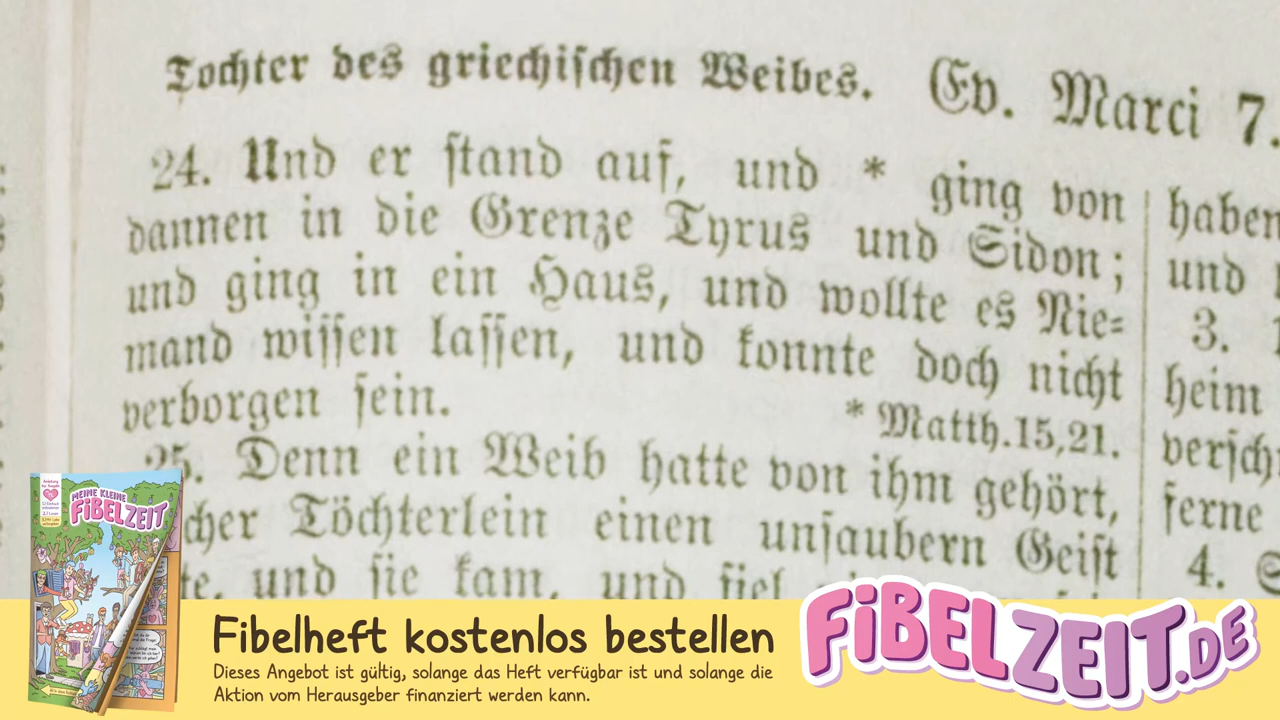 Tochter des griechischen Weibes. Ev. Marci 7.
24. Und er stand auf, und * ging von
dannen in die Grenze Tyrus und Sidon;
und ging in ein Haus, und wollte es Nie=
mand wissen lassen, und konnte doch nicht
verborgen sein.
* Matth.15,21.
25. Denn ein Weib hatte von ihm gehört,
cher Töchterlein einen unsaubern Geist
te, und sie kam, und fiel
haben
und
3.
heim
versch
ferne
4.
MEINE KLEINE
FiBELZEIT
Fibelheft kostenlos bestellen
Dieses Angebot ist gültig, solange das Heft verfügbar ist und solange die
Aktion vom Herausgeber finanziert werden kann.
FiBELZEIT.DE